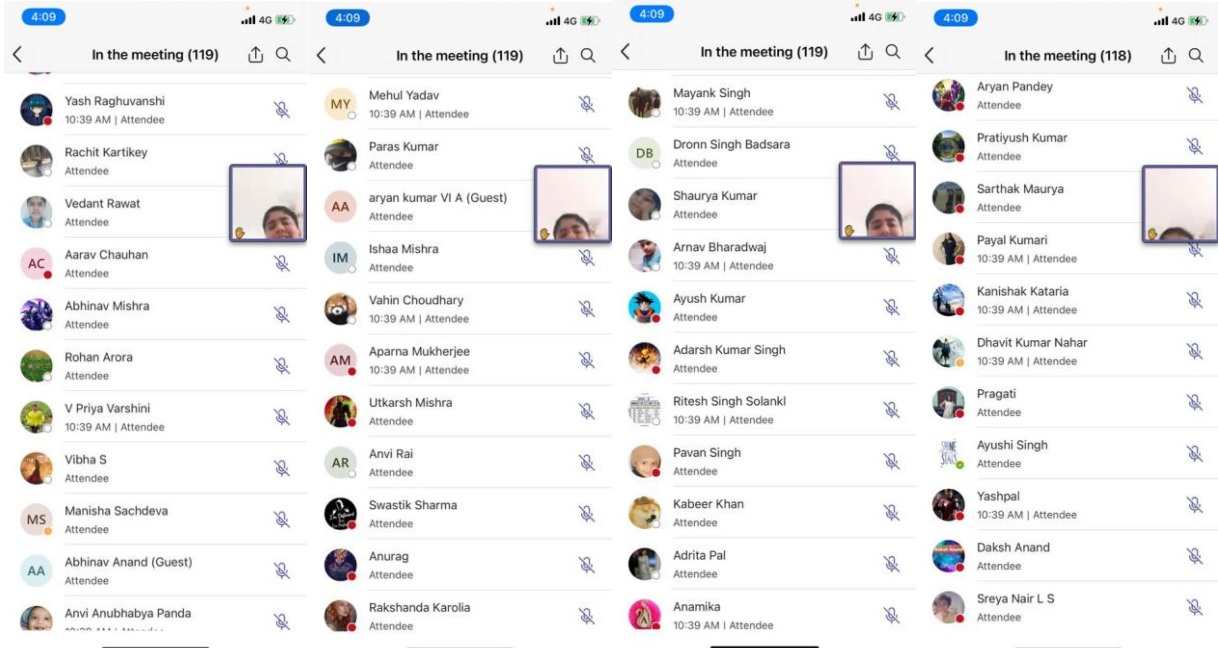 4:09
4G
In the meeting (119)
Yash Raghuvanshi
10:39 AM | Attendee
Rachit Kartikey
Attendee
Vedant Rawat
Attendee
AC
Aarav Chauhan
Attendee
Abhinav Mishra
Attendee
Rohan Arora
Attendee
V Priya Varshini
10:39 AM | Attendee
Vibha S
Attendee
MS
Manisha Sachdeva
Attendee
AA
Abhinav Anand (Guest)
Attendee
Anvi Anubhabya Panda
4:09
4G
In the meeting (119)
MY
Mehul Yadav
10:39 AM | Attendee
Paras Kumar
Attendee
AA
aryan kumar VI A (Guest)
Attendee
IM
Ishaa Mishra
Attendee
Vahin Choudhary
10:39 AM | Attendee
AM
Aparna Mukherjee
10:39 AM | Attendee
Utkarsh Mishra
Attendee
AR
Anvi Rai
Attendee
Swastik Sharma
Attendee
Anurag
Attendee
Rakshanda Karolia
Attendee
4:09
4G
In the meeting (119)
Mayank Singh
10:39 AM | Attendee
DB
Dronn Singh Badsara
Attendee
Shaurya Kumar
Attendee
Arnav Bharadwaj
10:39 AM | Attendee
Ayush Kumar
Attendee
Adarsh Kumar Singh
Attendee
Ritesh Singh Solankl
10:39 AM | Attendee
Pavan Singh
Attendee
Kabeer Khan
Attendee
Adrita Pal
Attendee
Anamika
10:39 AM | Attendee
4:09
4G
In the meeting (118)
Aryan Pandey
Attendee
Pratiyush Kumar
Attendee
Sarthak Maurya
Attendee
Payal Kumari
10:39 AM | Attendee
Kanishak Kataria
Attendee
Dhavit Kumar Nahar
10:39 AM | Attendee
Pragati
Attendee
Ayushi Singh
Attendee
Yashpal
10:39 AM | Attendee
Daksh Anand
Attendee
Sreya Nair L S
Attendee